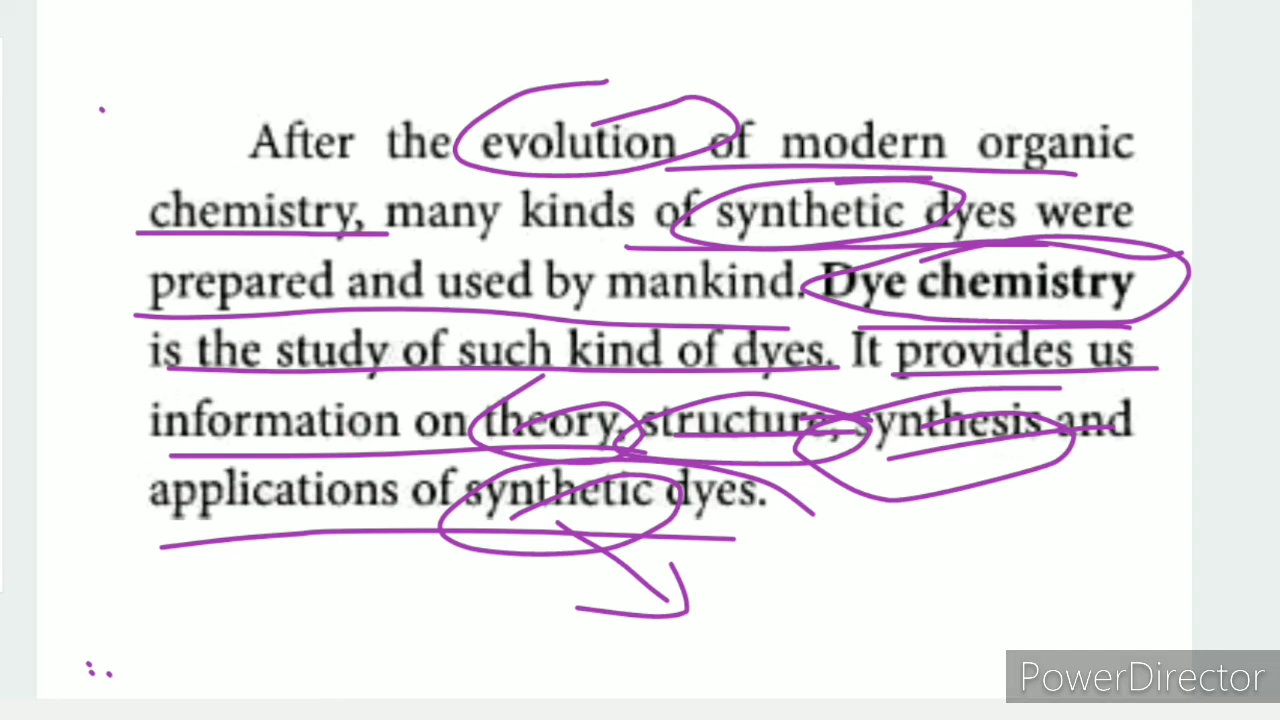 After the evolution of modern organic
chemistry, many kinds of synthetic dyes were
prepared and used by mankind. Dye chemistry
is the study of such kind of dyes. It provides us
information on theory, structure, synthesis and
applications of synthetic dyes.
PowerDirector